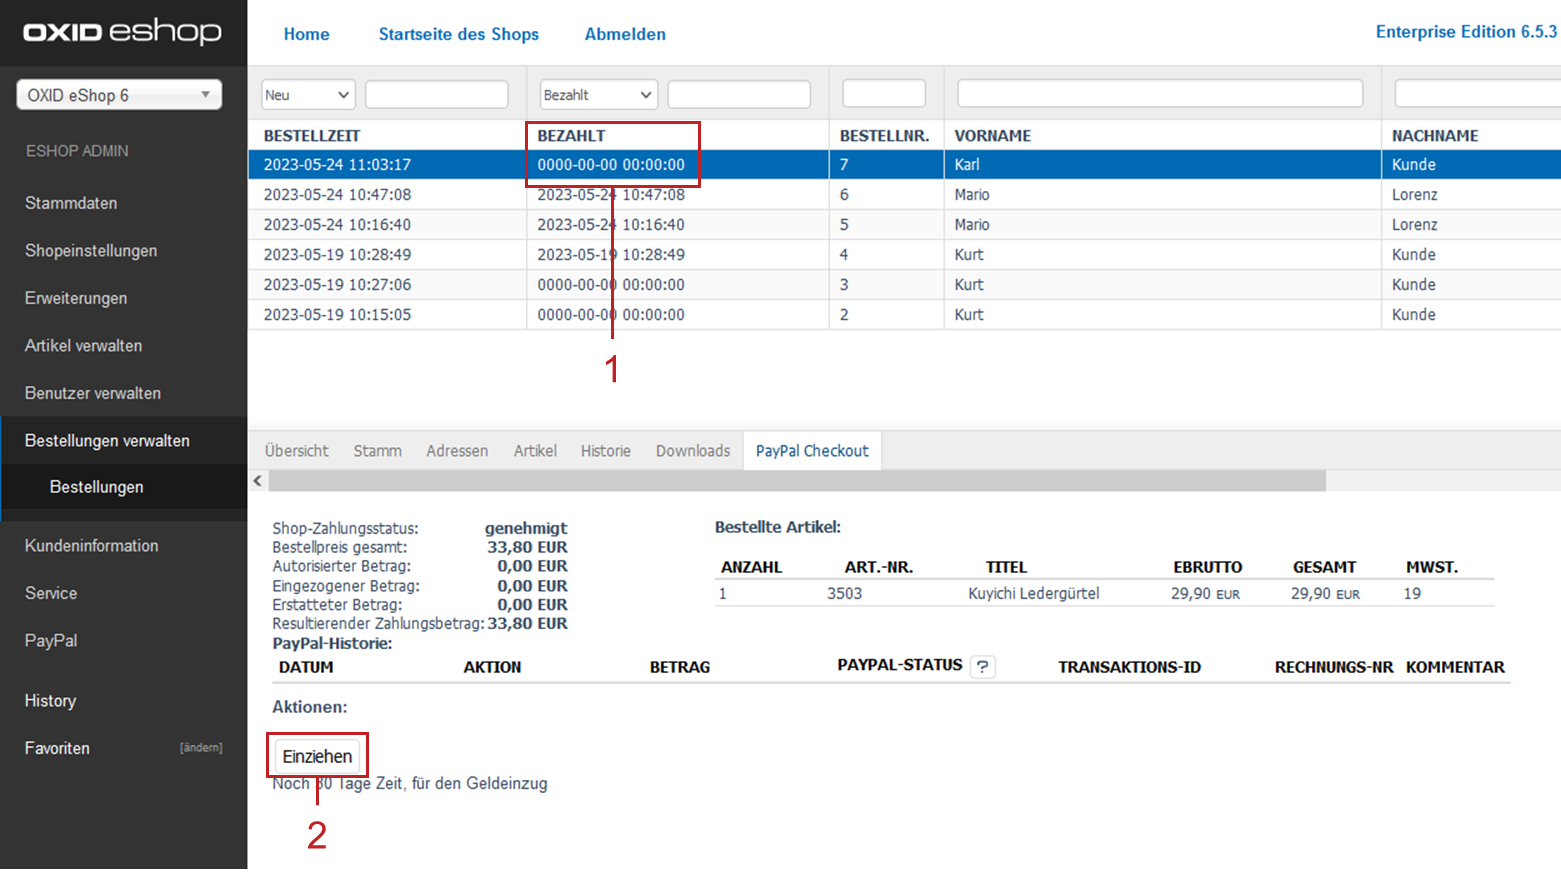 OXID eshop
Home Startseite des Shops Abmelden
Enterprise Edition 6.5.3
OXID eShop 6
ESHOP ADMIN
Stammdaten
Shopeinstellungen
Erweiterungen
Artikel verwalten
Benutzer verwalten
Bestellungen verwalten
Bestellungen
Kundeninformation
Service
PayPal
History
Favoriten [ändern]
Neu Bezahlt
BESTELLZEIT BEZAHLT BESTELLNR. VORNAME NACHNAME
2023-05-24 11:03:17 0000-00-00 00:00:00 7 Karl Kunde
2023-05-24 10:47:08 2023-05-24 10:47:08 6 Mario Lorenz
2023-05-24 10:16:40 2023-05-24 10:16:40 5 Mario Lorenz
2023-05-19 10:28:49 2023-05-19 10:28:49 4 Kurt Kunde
2023-05-19 10:27:06 0000-00-00 00:00:00 3 Kurt Kunde
2023-05-19 10:15:05 0000-00-00 00:00:00 2 Kurt Kunde
1
Übersicht Stamm Adressen Artikel Historie Downloads PayPal Checkout
Shop-Zahlungsstatus: genehmigt
Bestellpreis gesamt: 33,80 EUR
Autorisierter Betrag: 0,00 EUR
Eingezogener Betrag: 0,00 EUR
Erstatteter Betrag: 0,00 EUR
Resultierender Zahlungsbetrag: 33,80 EUR
Bestellte Artikel:
ANZAHL ART.-NR. TITEL EBRUTTO GESAMT MWST.
1 3503 Kuyichi Ledergürtel 29,90 EUR 29,90 EUR 19
PayPal-Historie:
DATUM AKTION BETRAG PAYPAL-STATUS ? TRANSAKTIONS-ID RECHNUNGS-NR KOMMENTAR
Aktionen:
Einziehen
Noch 30 Tage Zeit, für den Geldeinzug
2